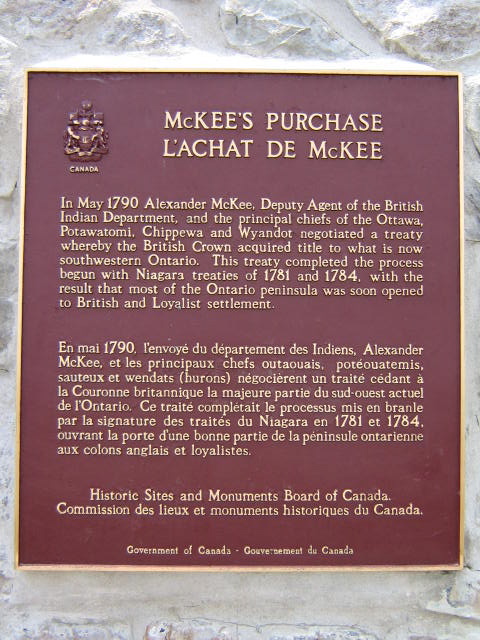 CANADA
McKEE'S PURCHASE
L'ACHAT DE McKEE
In May 1790 Alexander McKee, Deputy Agent of the British
Indian Department, and the principal chiefs of the Ottawa,
Potawatomi, Chippewa and Wyandot negotiated a treaty
whereby the British Crown acquired title to what is now
southwestern Ontario. This treaty completed the process
begun with Niagara treaties of 1781 and 1784, with the
result that most of the Ontario peninsula was soon opened
to British and Loyalist settlement.
En mai 1790, l'envoyé du département des Indiens, Alexander
McKee, et les principaux chefs outaouais, potéouatemis,
sauteux et wendats (hurons) négocièrent un traité cédant à
la Couronne britannique la majeure partie du sud-ouest actuel
de l'Ontario. Ce traité complétait le processus mis en branle
par la signature des traités du Niagara en 1781 et 1784,
ouvrant la porte d'une bonne partie de la péninsule ontarienne
aux colons anglais et loyalistes.
Historic Sites and Monuments Board of Canada.
Commission des lieux et monuments historiques du Canada.
Government of Canada - Gouvernement du Canada